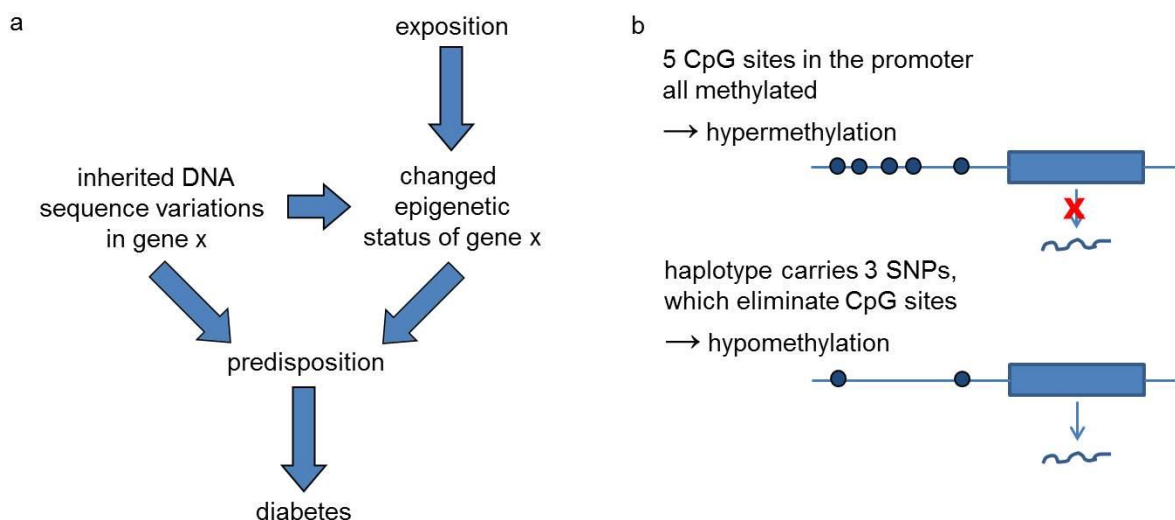 a
exposition
inherited DNA
sequence variations
in gene x
changed
epigenetic
status of gene x
predisposition
diabetes
b
5 CpG sites in the promoter
all methylated
→ hypermethylation
X
haplotype carries 3 SNPs,
which eliminate CpG sites
→ hypomethylation